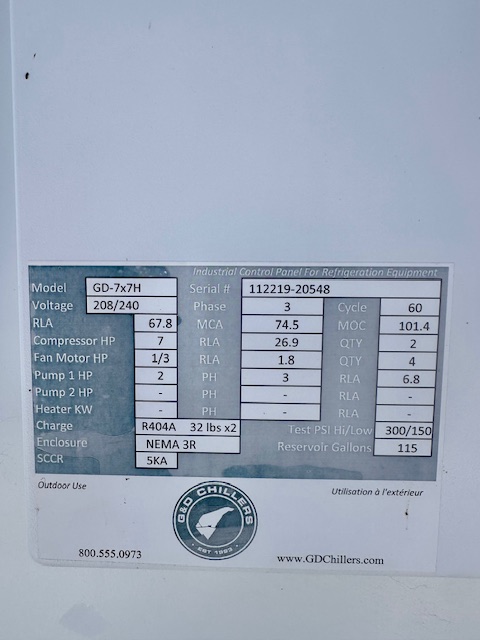 Industrial Control Panel For Refrigeration Equipment
Model GD-7x7H Serial # 112219-20548
Voltage 208/240 Phase 3 Cycle 60
RLA 67.8 MCA 74.5 MOC 101.4
Compressor HP 7 RLA 26.9 QTY 2
Fan Motor HP 1/3 RLA 1.8 QTY 4
Pump 1 HP 2 PH 3 RLA 6.8
Pump 2 HP - PH - RLA -
Heater KW - PH - RLA -
Charge R404A 32 lbs x2 Test PSI Hi/Low 300/150
Enclosure NEMA 3R Reservoir Gallons 115
SCCR 5KA
Outdoor Use Utilisation à l'extérieur
G&D CHILLERS
EST 1993
800.555.0973 www.GDChillers.com